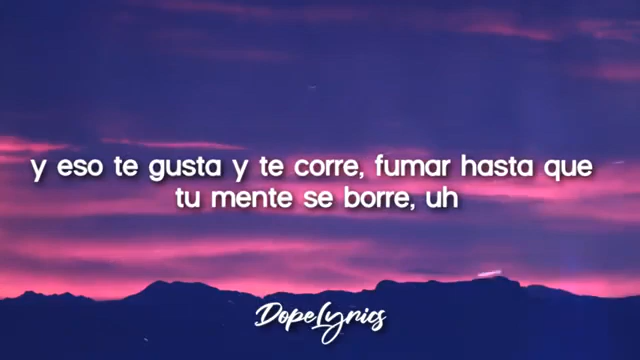 y eso te gusta y te corre, fumar hasta que
tu mente se borre, uh
DopeLyrics